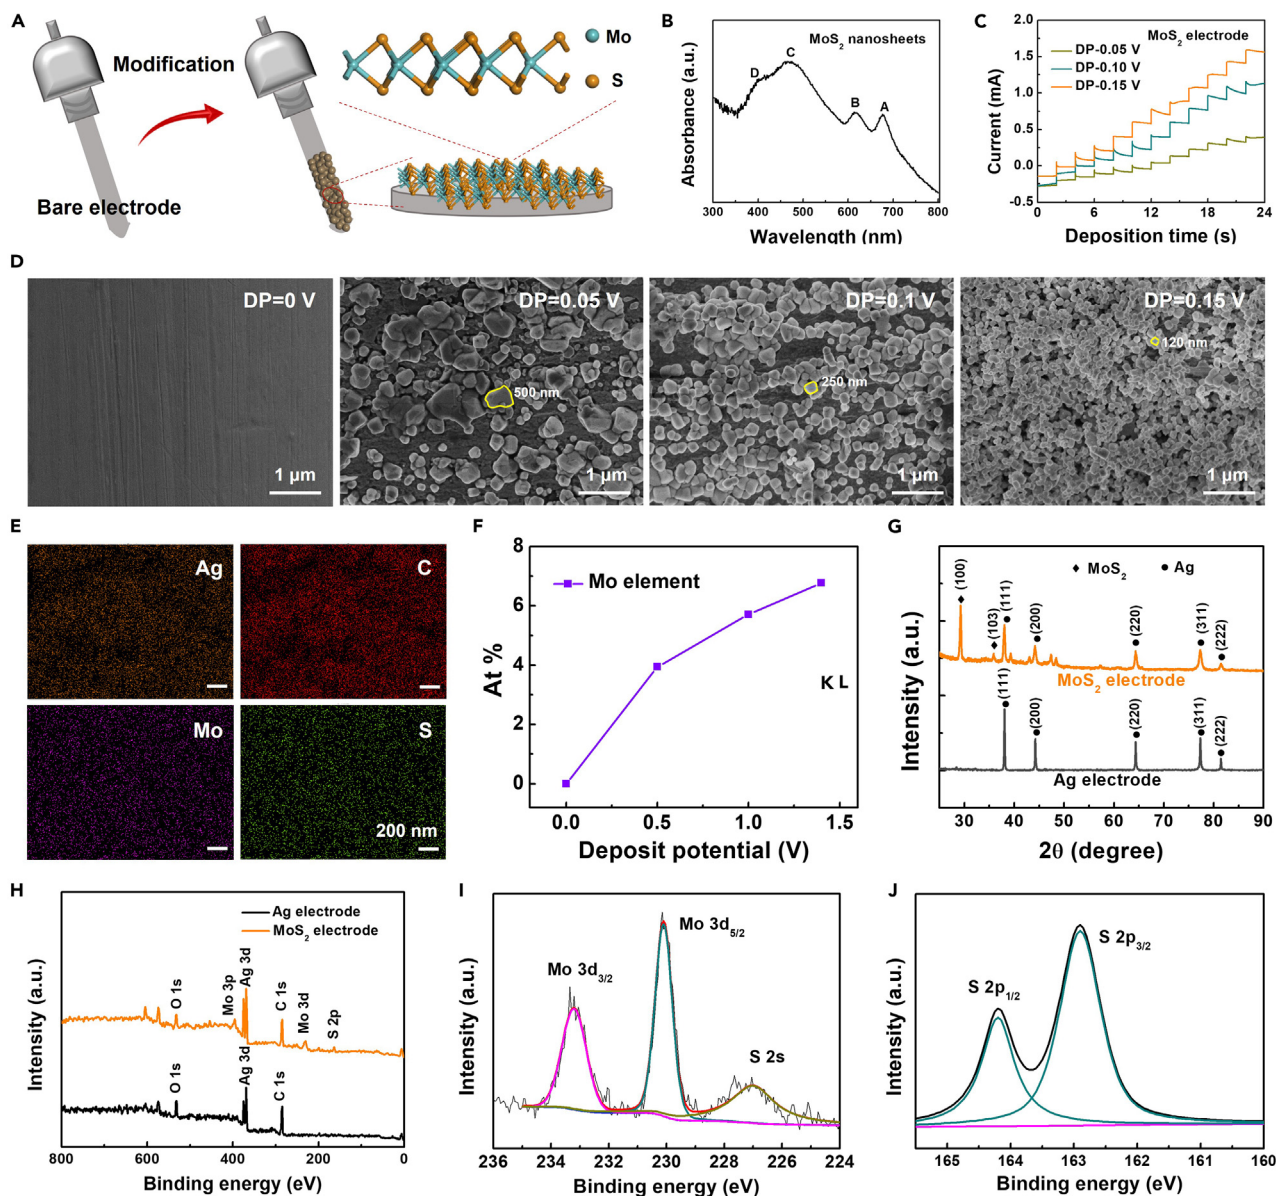 A
Modification
Bare electrode
Mo
S
B
MoS₂ nanosheets
D
C
B
A
Absorbance (a.u.)
300 400 500 600 700 800
Wavelength (nm)
C
MoS₂ electrode
DP-0.05 V
DP-0.10 V
DP-0.15 V
Current (mA)
2.0
1.5
1.0
0.5
0.0
-0.5
0 6 12 18 24
Deposition time (s)
D
DP=0 V
1 μm
DP=0.05 V
500 nm
1 μm
DP=0.1 V
250 nm
1 μm
DP=0.15 V
120 nm
1 μm
E
Ag
C
Mo
S
200 nm
F
Mo element
K L
At %
8
6
4
2
0
0.0 0.5 1.0 1.5
Deposit potential (V)
G
MoS₂ Ag
(100)
(103)
(111)
(200)
(220)
(311)
(222)
MoS₂ electrode
(111)
(200)
(220)
(311)
(222)
Ag electrode
Intensity (a.u.)
30 40 50 60 70 80 90
2θ (degree)
H
Ag electrode
MoS₂ electrode
O 1s
Mo 3p
Ag 3d
C 1s
Mo 3d
S 2p
O 1s
Ag 3d
C 1s
Intensity (a.u.)
800 600 400 200 0
Binding energy (eV)
I
Mo 3d₃/₂
Mo 3d₅/₂
S 2s
Intensity (a.u.)
236 234 232 230 228 226 224
Binding energy (eV)
J
S 2p₁/₂
S 2p₃/₂
Intensity (a.u.)
165 164 163 162 161 160
Binding energy (eV)